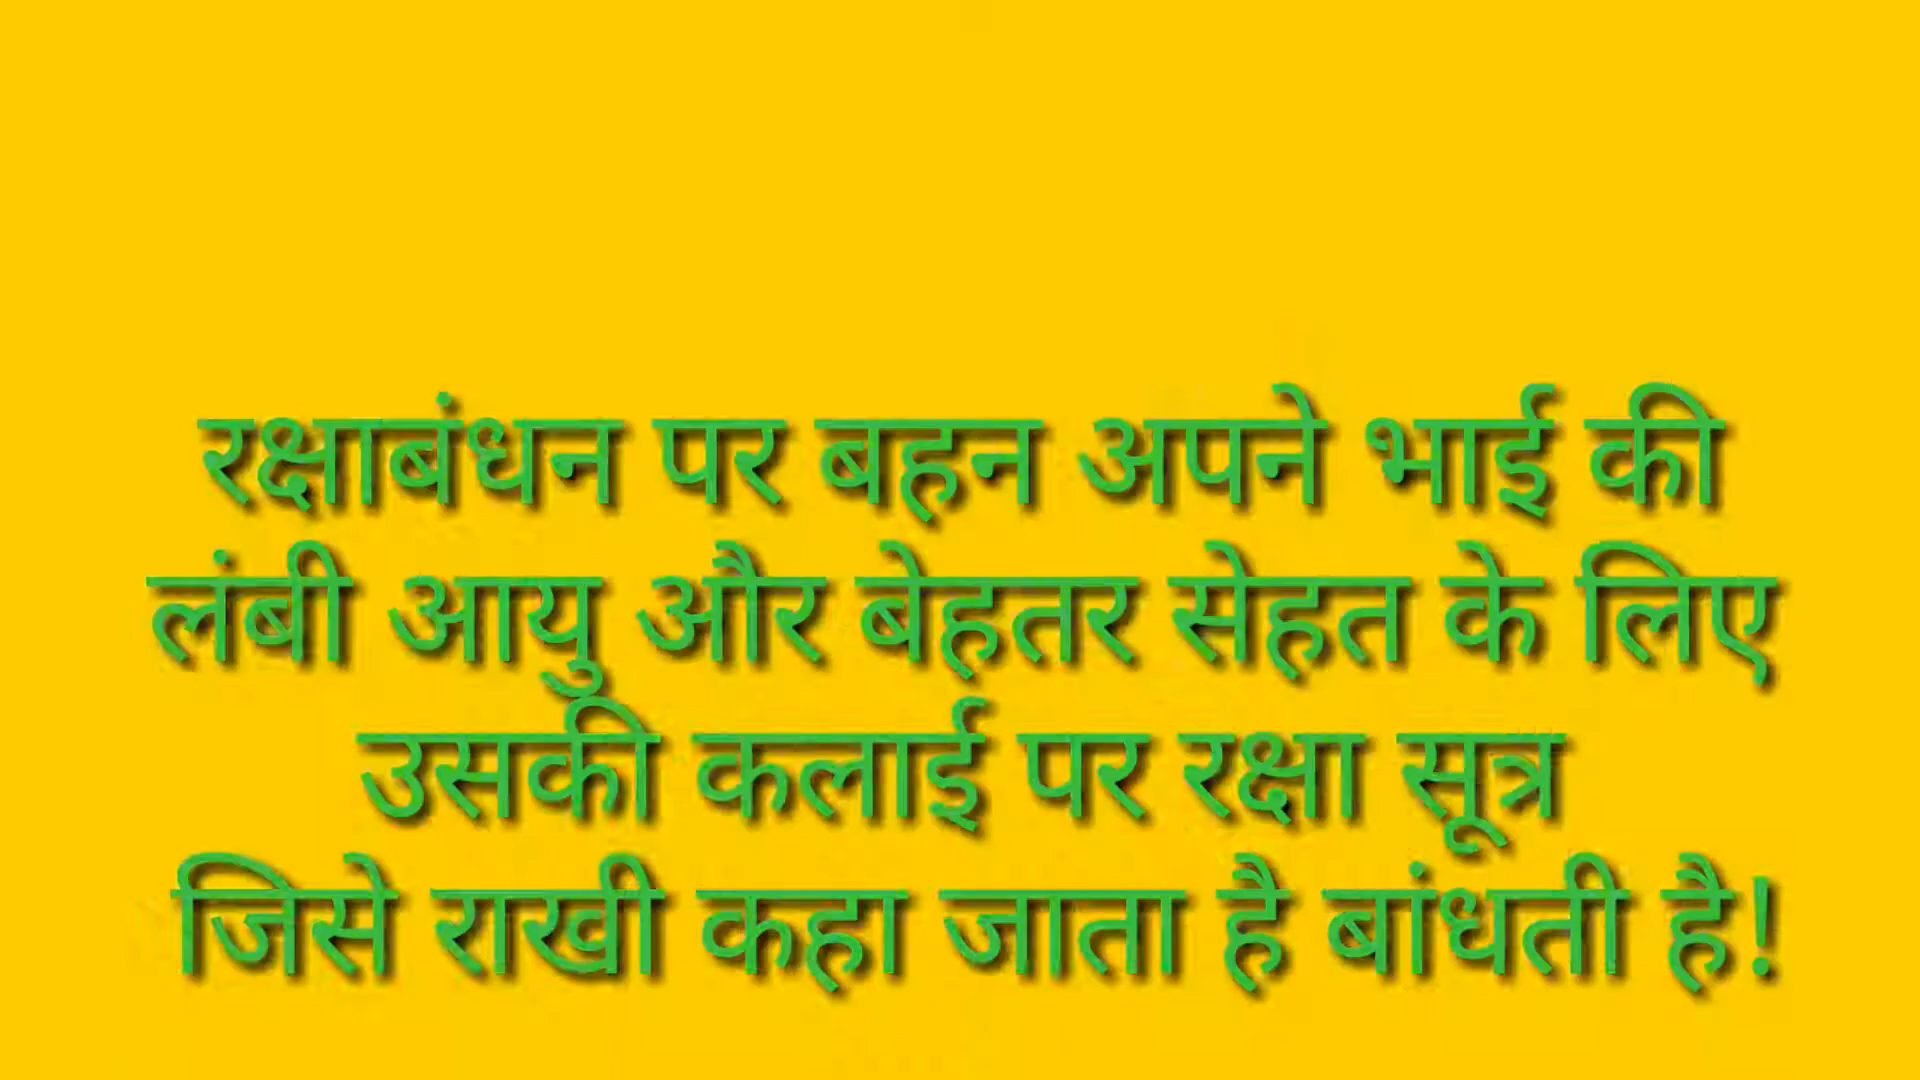 रक्षाबंधन पर बहन अपने भाई की
लंबी आयु और बेहतर सेहत के लिए
उसकी कलाई पर रक्षा सूत्र
जिसे राखी कहा जाता है बांधती है!